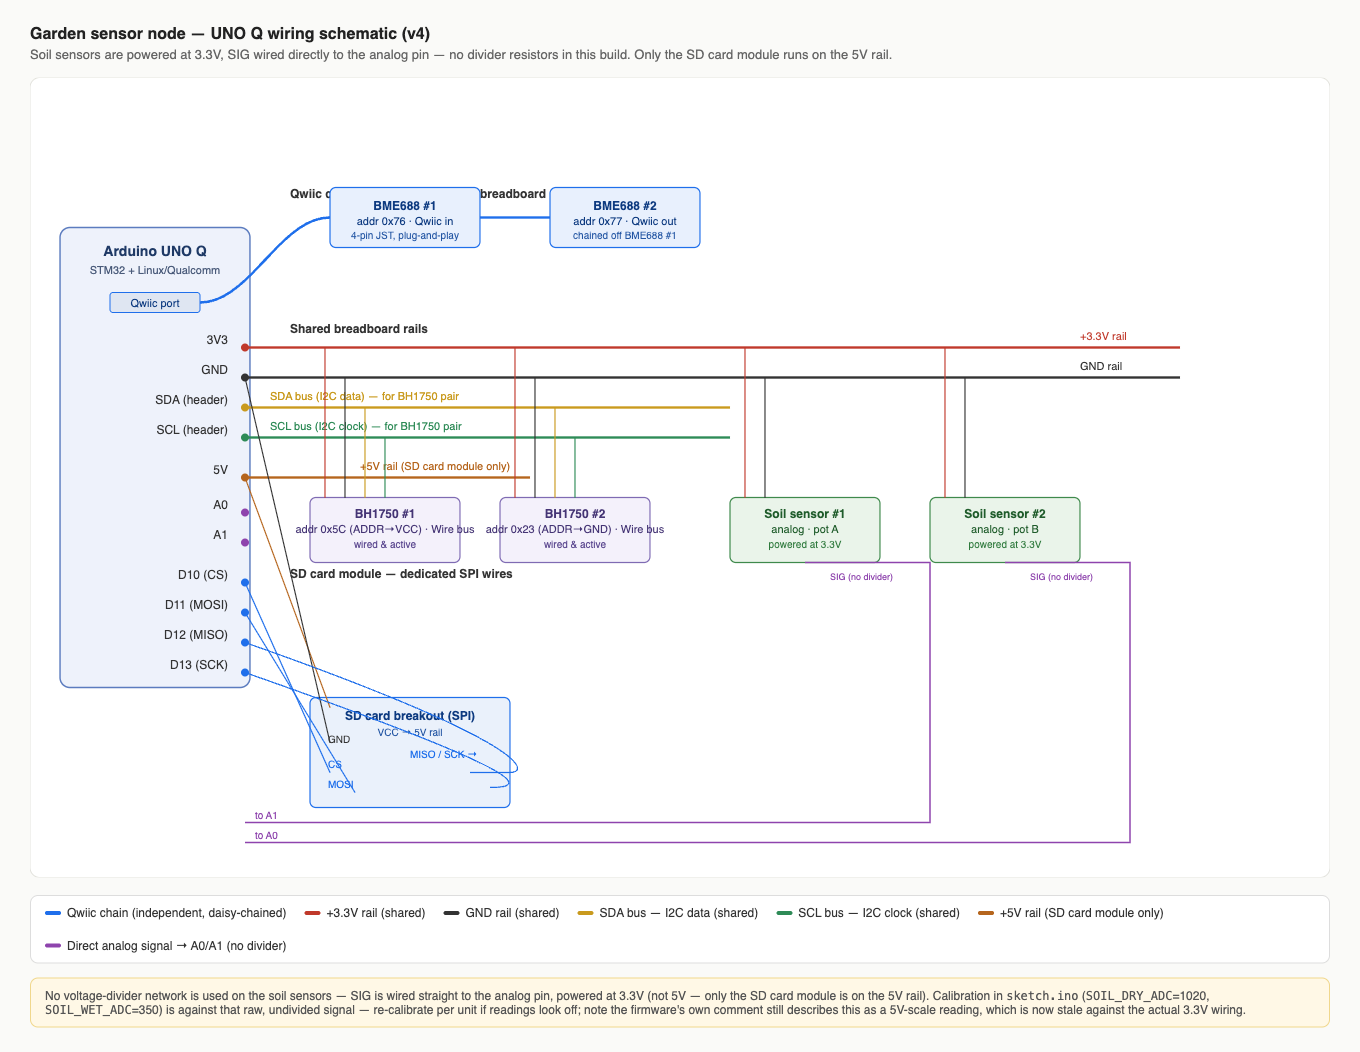 Garden sensor node — UNO Q wiring schematic (v4)
Soil sensors are powered at 3.3V, SIG wired directly to the analog pin — no divider resistors in this build. Only the SD card module runs on the 5V rail.
Qwiic
breadboard
BME688 #1
addr 0x76 · Qwiic in
4-pin JST, plug-and-play
BME688 #2
addr 0x77 · Qwiic out
chained off BME688 #1
Arduino UNO Q
STM32 + Linux/Qualcomm
Qwiic port
Shared breadboard rails
3V3
+3.3V rail
GND
GND rail
SDA (header)
SDA bus (I2C data) — for BH1750 pair
SCL (header)
SCL bus (I2C clock) — for BH1750 pair
5V
+5V rail (SD card module only)
A0
A1
BH1750 #1
addr 0x5C (ADDR→VCC) · Wire bus
wired & active
BH1750 #2
addr 0x23 (ADDR→GND) · Wire bus
wired & active
Soil sensor #1
analog · pot A
powered at 3.3V
Soil sensor #2
analog · pot B
powered at 3.3V
SIG (no divider)
SIG (no divider)
D10 (CS)
SD card module — dedicated SPI wires
D11 (MOSI)
D12 (MISO)
D13 (SCK)
SD card breakout (SPI)
VCC → 5V rail
GND
MISO / SCK →
CS
MOSI
to A1
to A0
Qwiic chain (independent, daisy-chained)
+3.3V rail (shared)
GND rail (shared)
SDA bus — I2C data (shared)
SCL bus — I2C clock (shared)
+5V rail (SD card module only)
Direct analog signal → A0/A1 (no divider)
No voltage-divider network is used on the soil sensors — SIG is wired straight to the analog pin, powered at 3.3V (not 5V — only the SD card module is on the 5V rail). Calibration in sketch.ino (SOIL_DRY_ADC=1020,
SOIL_WET_ADC=350) is against that raw, undivided signal — re-calibrate per unit if readings look off; note the firmware's own comment still describes this as a 5V-scale reading, which is now stale against the actual 3.3V wiring.